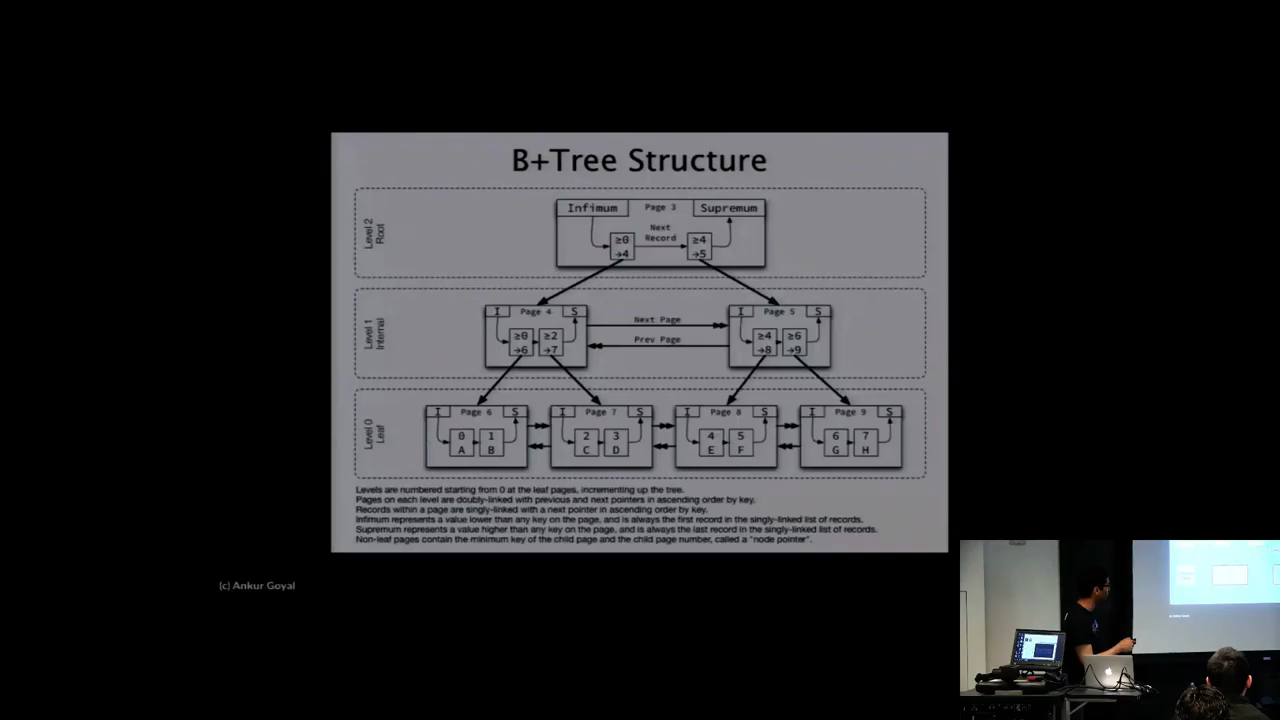 B+Tree Structure
Level 2
Root
Infimum Page 3 Supremum
Next
Record
≥0 ≥4
→4 →5
Level 1
Internal
I Page 4 S I Page 5 S
Next Page
≥0 ≥2 ≥4 ≥6
Prev Page
→6 →7 →8 →9
Level 0
Leaf
I Page 6 S I Page 7 S I Page 8 S I Page 9 S
0 1 2 3 4 5 6 7
A B C D E F G H
Levels are numbered starting from 0 at the leaf pages, incrementing up the tree.
Pages on each level are doubly-linked with previous and next pointers in ascending order by key.
Records within a page are singly-linked with a next pointer in ascending order by key.
Infimum represents a value lower than any key on the page, and is always the first record in the singly-linked list of records.
Supremum represents a value higher than any key on the page, and is always the last record in the singly-linked list of records.
Non-leaf pages contain the minimum key of the child page and the child page number, called a "node pointer".
(c) Ankur Goyal